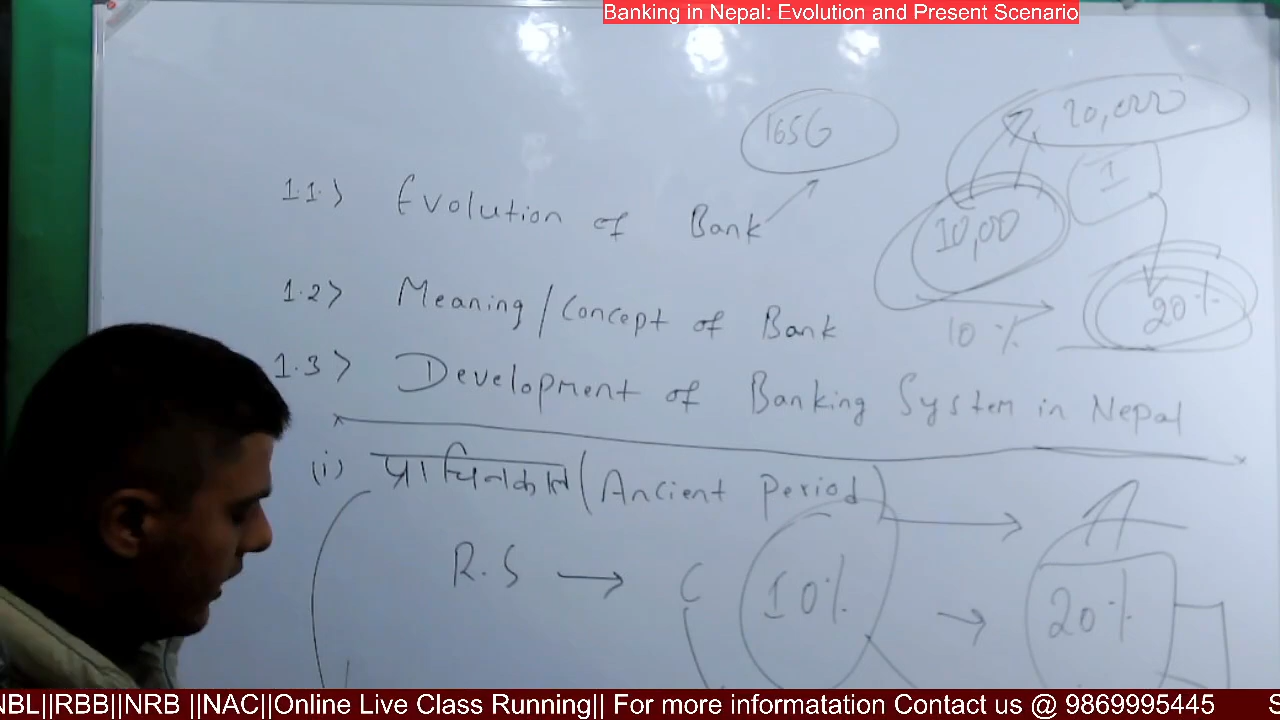 Banking in Nepal: Evolution and Present Scenario
1656
20,000
1
1.1> Evolution of Bank
10,00
20%
10%
1.2> Meaning/Concept of Bank
1.3> Development of Banking System in Nepal
(i) प्राचिनकाल (Ancient Period) → A
R.S → C 10% → 20%
NBL||RBB||NRB ||NAC||Online Live Class Running|| For more informatation Contact us @ 9869995445 S